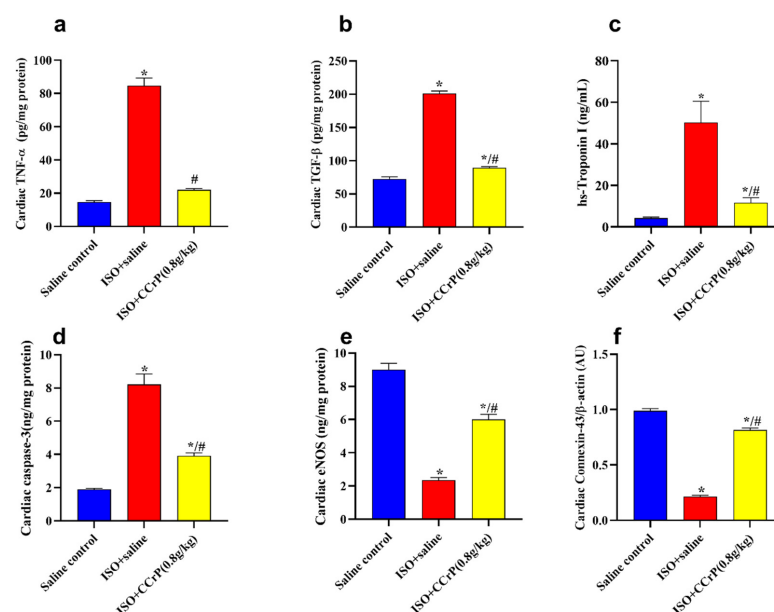 a
Cardiac TNF-α (pg/mg protein)
100
80
60
40
20
0
*
#
Saline control
ISO+saline
ISO+CCrP(0.8g/kg)
b
Cardiac TGF-β (pg/mg protein)
250
200
150
100
50
0
*
*/#
Saline control
ISO+saline
ISO+CCrP(0.8g/kg)
c
hs-Troponin I (ng/mL)
80
60
40
20
0
*
*/#
Saline control
ISO+saline
ISO+CCrP(0.8g/kg)
d
Cardiac caspase-3(ng/mg protein)
10
8
6
4
2
0
*
*/#
Saline control
ISO+saline
ISO+CCrP(0.8g/kg)
e
Cardiac eNOS (ng/mg protein)
10
8
6
4
2
0
*
*/#
Saline control
ISO+saline
ISO+CCrP(0.8g/kg)
f
Cardiac Connexin-43/β-actin (AU)
1.5
1.0
0.5
0.0
*
*/#
Saline control
ISO+saline
ISO+CCrP(0.8g/kg)